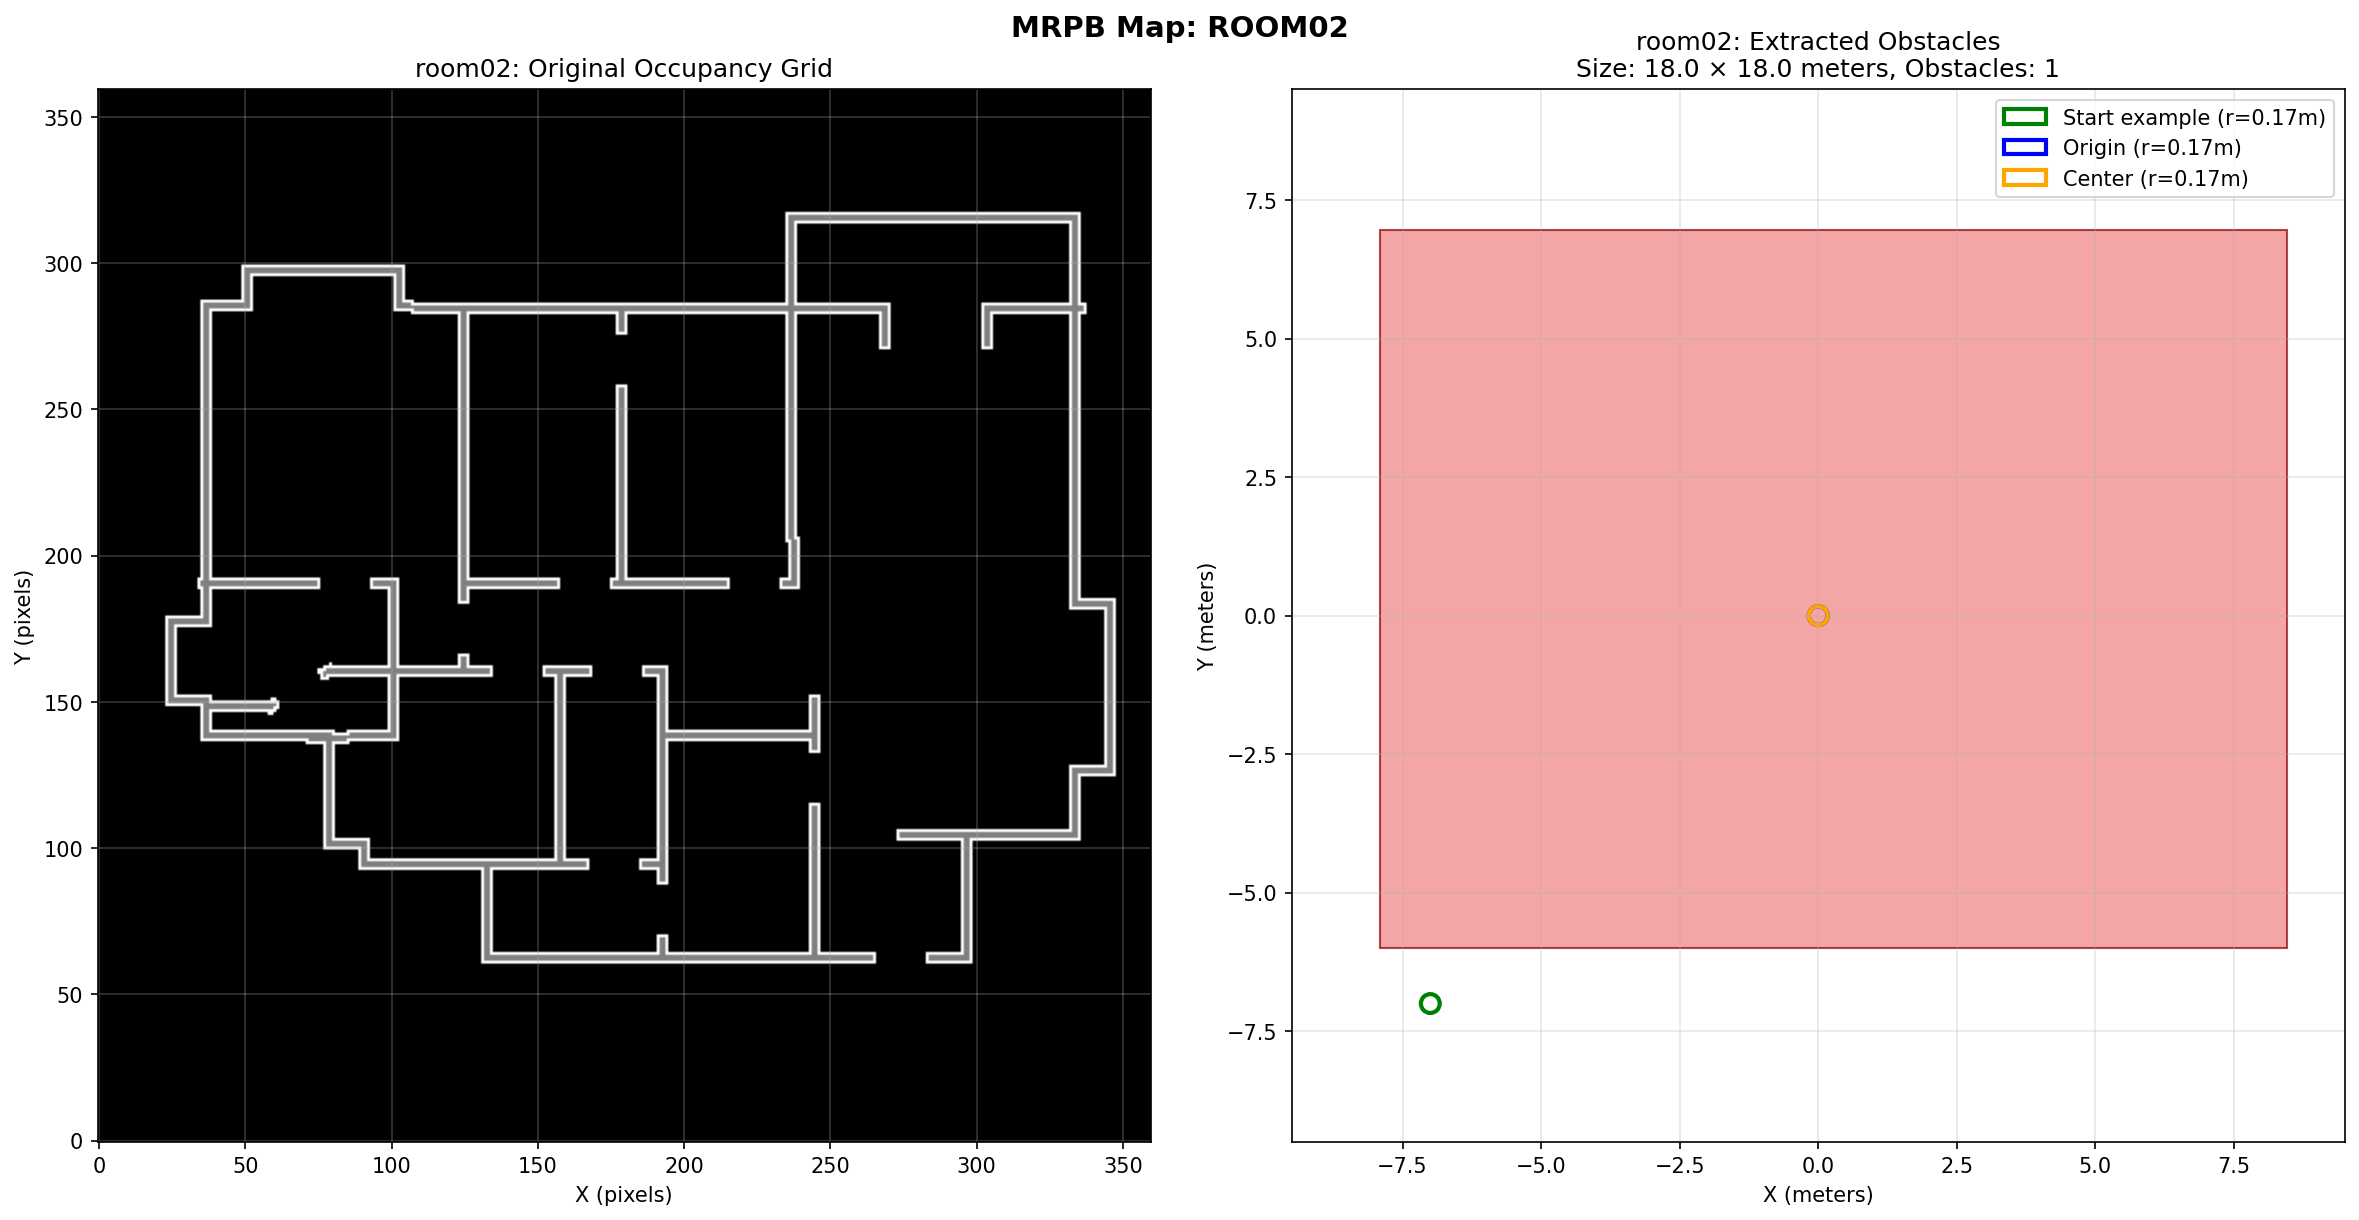 MRPB Map: ROOM02
room02: Original Occupancy Grid
350
300
250
200
150
100
50
0
0 50 100 150 200 250 300 350
Y (pixels)
X (pixels)
room02: Extracted Obstacles
Size: 18.0 × 18.0 meters, Obstacles: 1
Start example (r=0.17m)
Origin (r=0.17m)
Center (r=0.17m)
7.5
5.0
2.5
0.0
−2.5
−5.0
−7.5
−7.5 −5.0 −2.5 0.0 2.5 5.0 7.5
Y (meters)
X (meters)